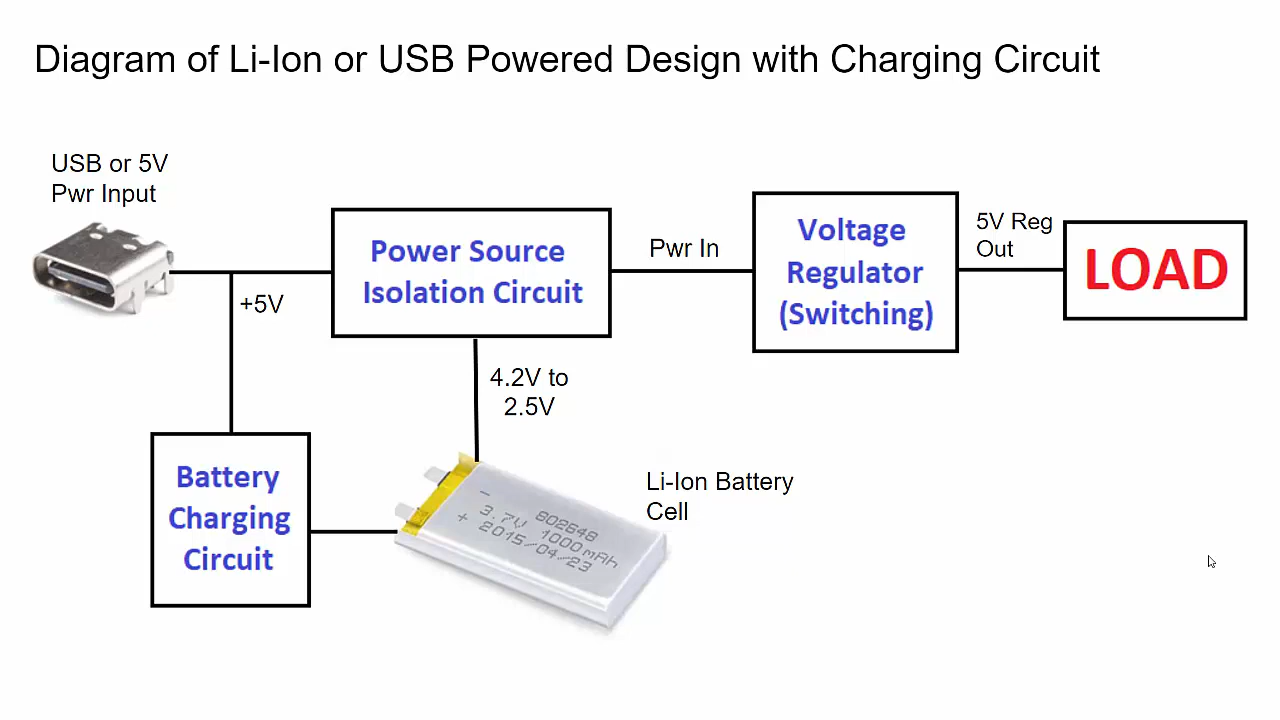 Diagram of Li-Ion or USB Powered Design with Charging Circuit
USB or 5V
Pwr Input
+5V
Power Source
Isolation Circuit
Pwr In
Voltage
Regulator
(Switching)
5V Reg
Out
LOAD
4.2V to
2.5V
Battery
Charging
Circuit
Li-Ion Battery
Cell
− 802648
3.7V 1000mAh
+ 2015/04/23